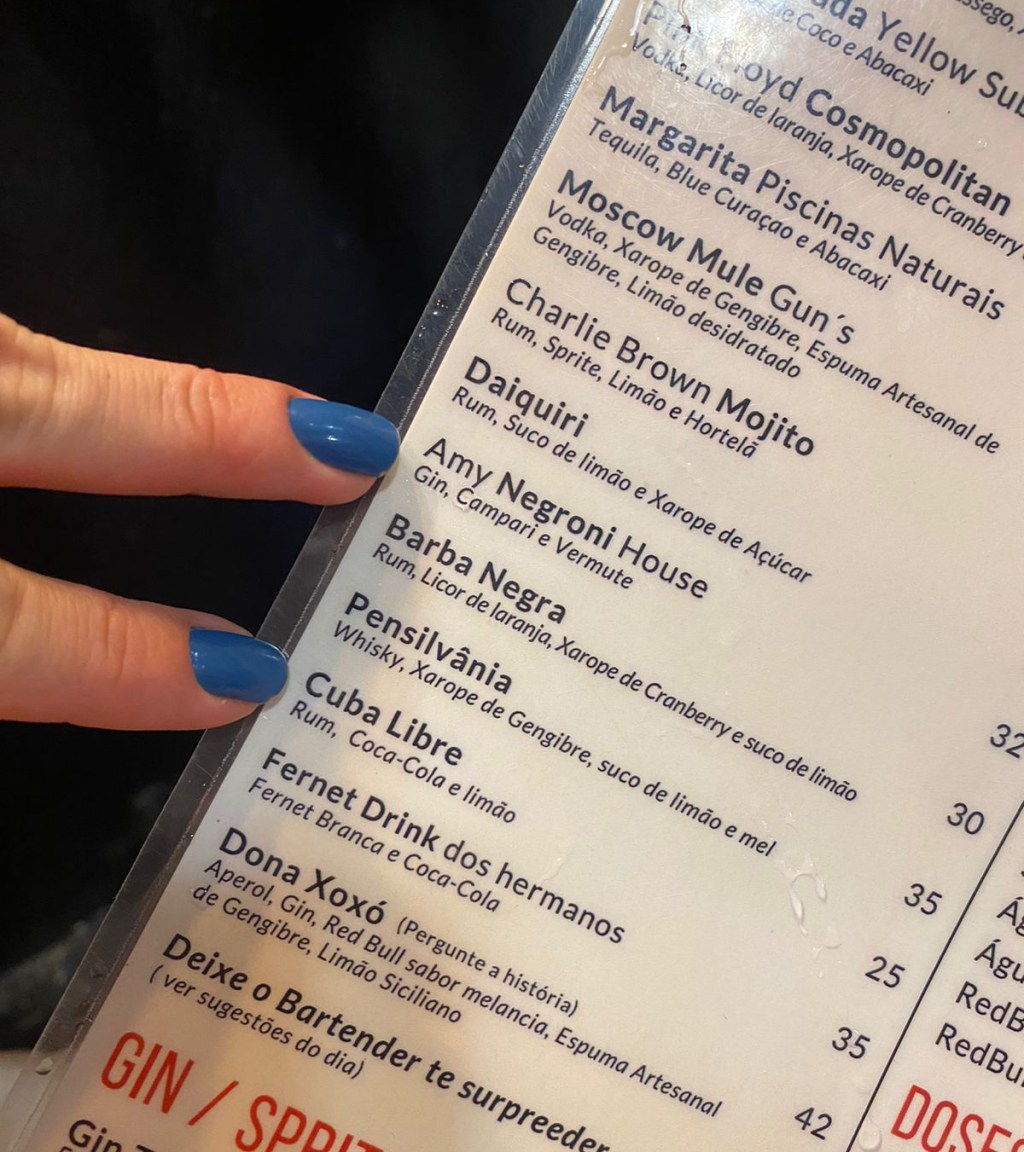 Yellow
e Coco e Abacaxi
Cosmopolitan
Vodka, Licor de laranja, Xarope de Cranberry
Margarita Piscinas Naturais
Tequila, Blue Curaçao e Abacaxi
Moscow Mule Gun´s
Vodka, Xarope de Gengibre, Espuma Artesanal de
Gengibre, Limão desidratado
Charlie Brown Mojito
Rum, Sprite, Limão e Hortelã
Daiquiri
Rum, Suco de limão e Xarope de Açúcar
Amy Negroni House 32
Gin, Campari e Vermute
Barba Negra 30
Rum, Licor de laranja, Xarope de Cranberry e suco de limão
Pensilvânia 35
Whisky, Xarope de Gengibre, suco de limão e mel
Cuba Libre 25
Rum, Coca-Cola e limão
Fernet Drink dos hermanos 35
Fernet Branca e Coca-Cola
Dona Xoxó (Pergunte a história) 42
Aperol, Gin, Red Bull sabor melancia, Espuma Artesanal
de Gengibre, Limão Siciliano
Deixe o Bartender te surpreeder
( ver sugestões do dia)
GIN /
Gin